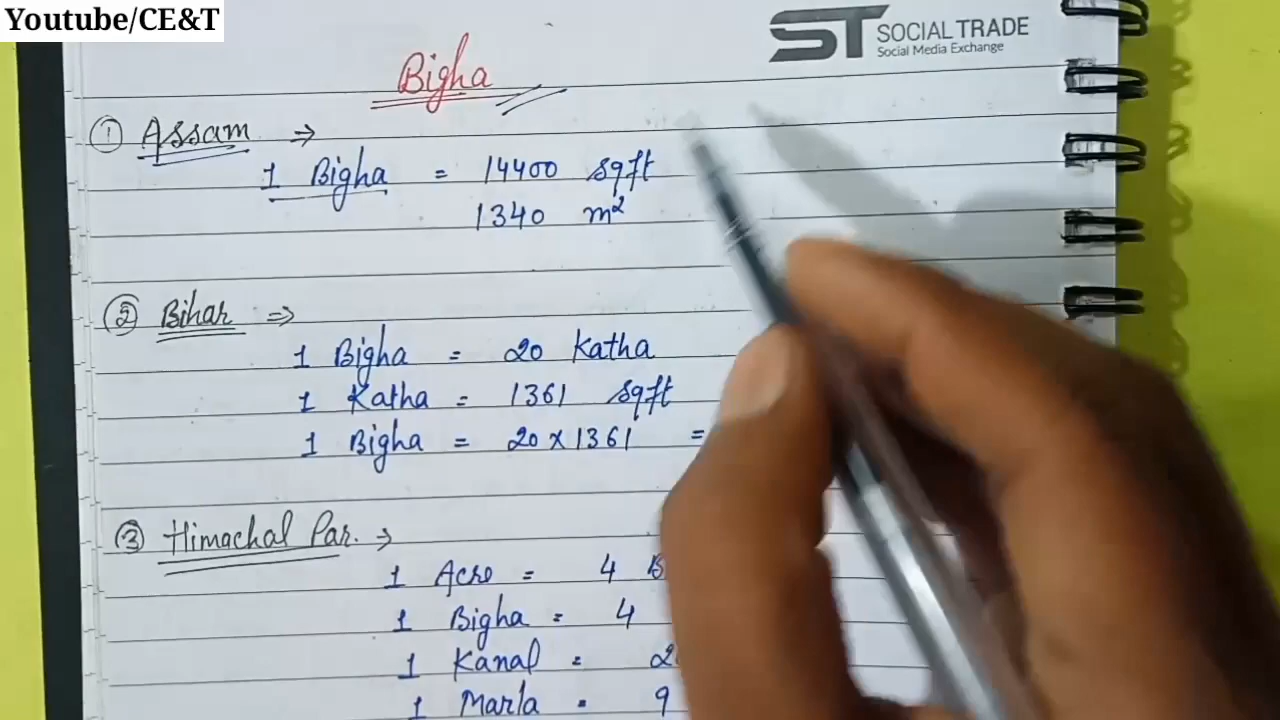 Youtube/CE&T
ST SOCIAL TRADE
Social Media Exchange
Bigha
① Assam ⇒
1 Bigha = 14400 sqft
1340 m²
② Bihar ⇒
1 Bigha = 20 Katha
1 Katha = 1361 sqft
1 Bigha = 20 x 1361 =
③ Himachal Par. →
1 Acre = 4 B
1 Bigha = 4
1 Kanal = 2
1 Marla = 9